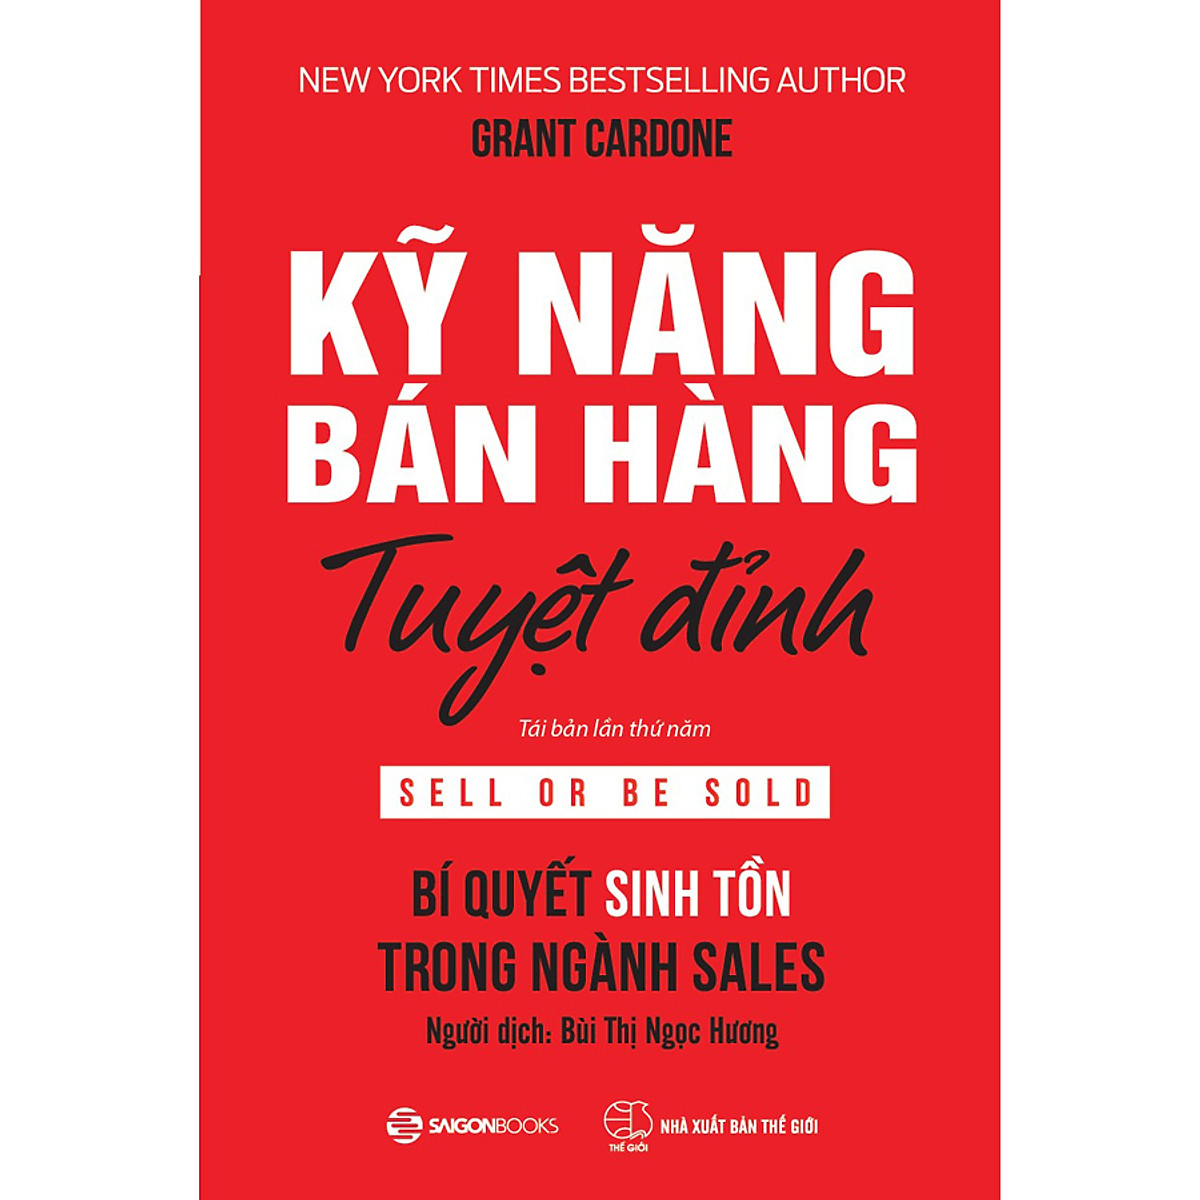 NEW YORK TIMES BESTSELLING AUTHOR
GRANT CARDONE
KỸ NĂNG
BÁN HÀNG
Tuyệt đỉnh
Tái bản lần thứ năm
SELL OR BE SOLD
BÍ QUYẾT SINH TỒN
TRONG NGÀNH SALES
Người dịch: Bùi Thị Ngọc Hương
SAIGONBOOKS
THẾ GIỚI
NHÀ XUẤT BẢN THẾ GIỚI